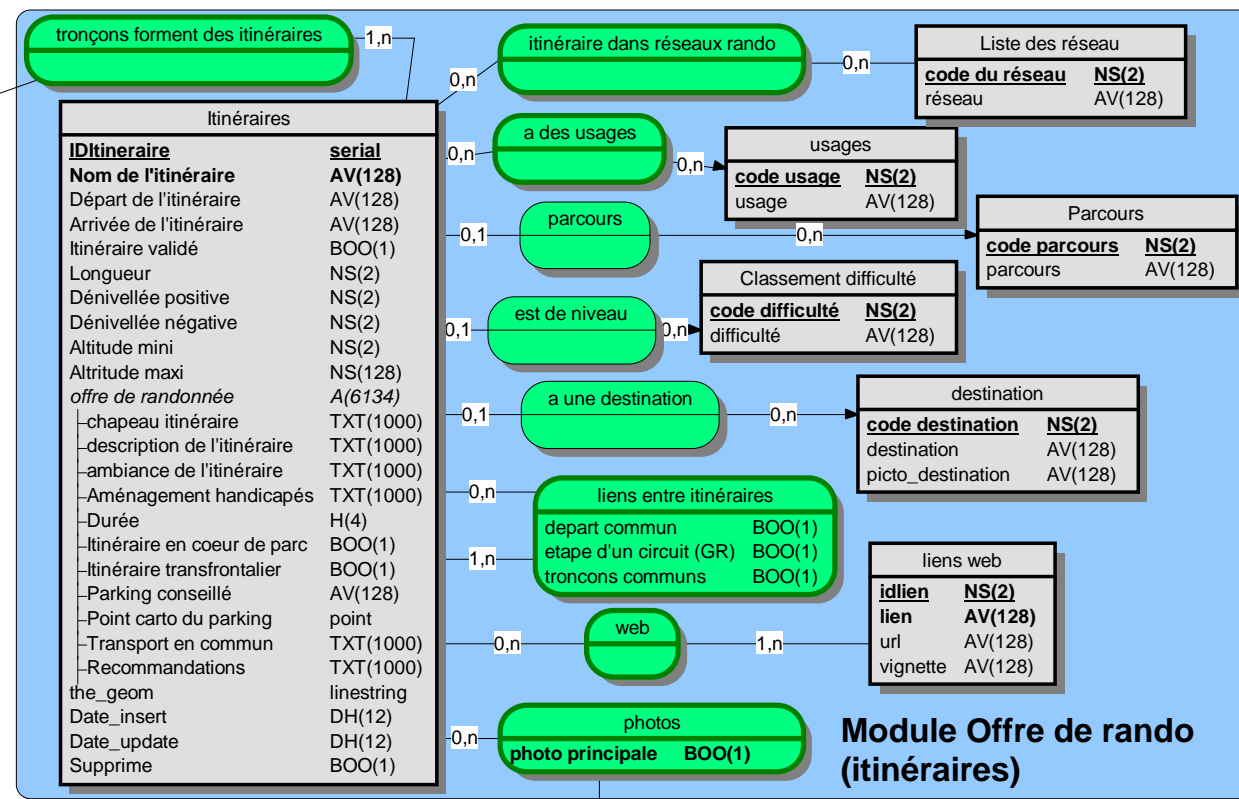 tronçons forment des itinéraires
1,n
itinéraire dans réseaux rando
0,n
0,n
Liste des réseau
code du réseau NS(2)
réseau AV(128)
Itinéraires
IDItineraire serial
Nom de l'itinéraire AV(128)
Départ de l'itinéraire AV(128)
Arrivée de l'itinéraire AV(128)
Itinéraire validé BOO(1)
Longueur NS(2)
Dénivellée positive NS(2)
Dénivellée négative NS(2)
Altitude mini NS(2)
Altritude maxi NS(128)
offre de randonnée A(6134)
chapeau itinéraire TXT(1000)
description de l'itinéraire TXT(1000)
ambiance de l'itinéraire TXT(1000)
Aménagement handicapés TXT(1000)
Durée H(4)
Itinéraire en coeur de parc BOO(1)
Itinéraire transfrontalier BOO(1)
Parking conseillé AV(128)
Point carto du parking point
Transport en commun TXT(1000)
Recommandations TXT(1000)
the_geom linestring
Date_insert DH(12)
Date_update DH(12)
Supprime BOO(1)
0,n
a des usages
0,n
usages
code usage NS(2)
usage AV(128)
0,1
parcours
0,n
Parcours
code parcours NS(2)
parcours AV(128)
0,1
est de niveau
0,n
Classement difficulté
code difficulté NS(2)
difficulté AV(128)
0,1
a une destination
0,n
destination
code destination NS(2)
destination AV(128)
picto_destination AV(128)
0,n
1,n
liens entre itinéraires
depart commun BOO(1)
etape d'un circuit (GR) BOO(1)
troncons communs BOO(1)
0,n
web
1,n
liens web
idlien NS(2)
lien AV(128)
url AV(128)
vignette AV(128)
0,n
photos
photo principale BOO(1)
Module Offre de rando
(itinéraires)